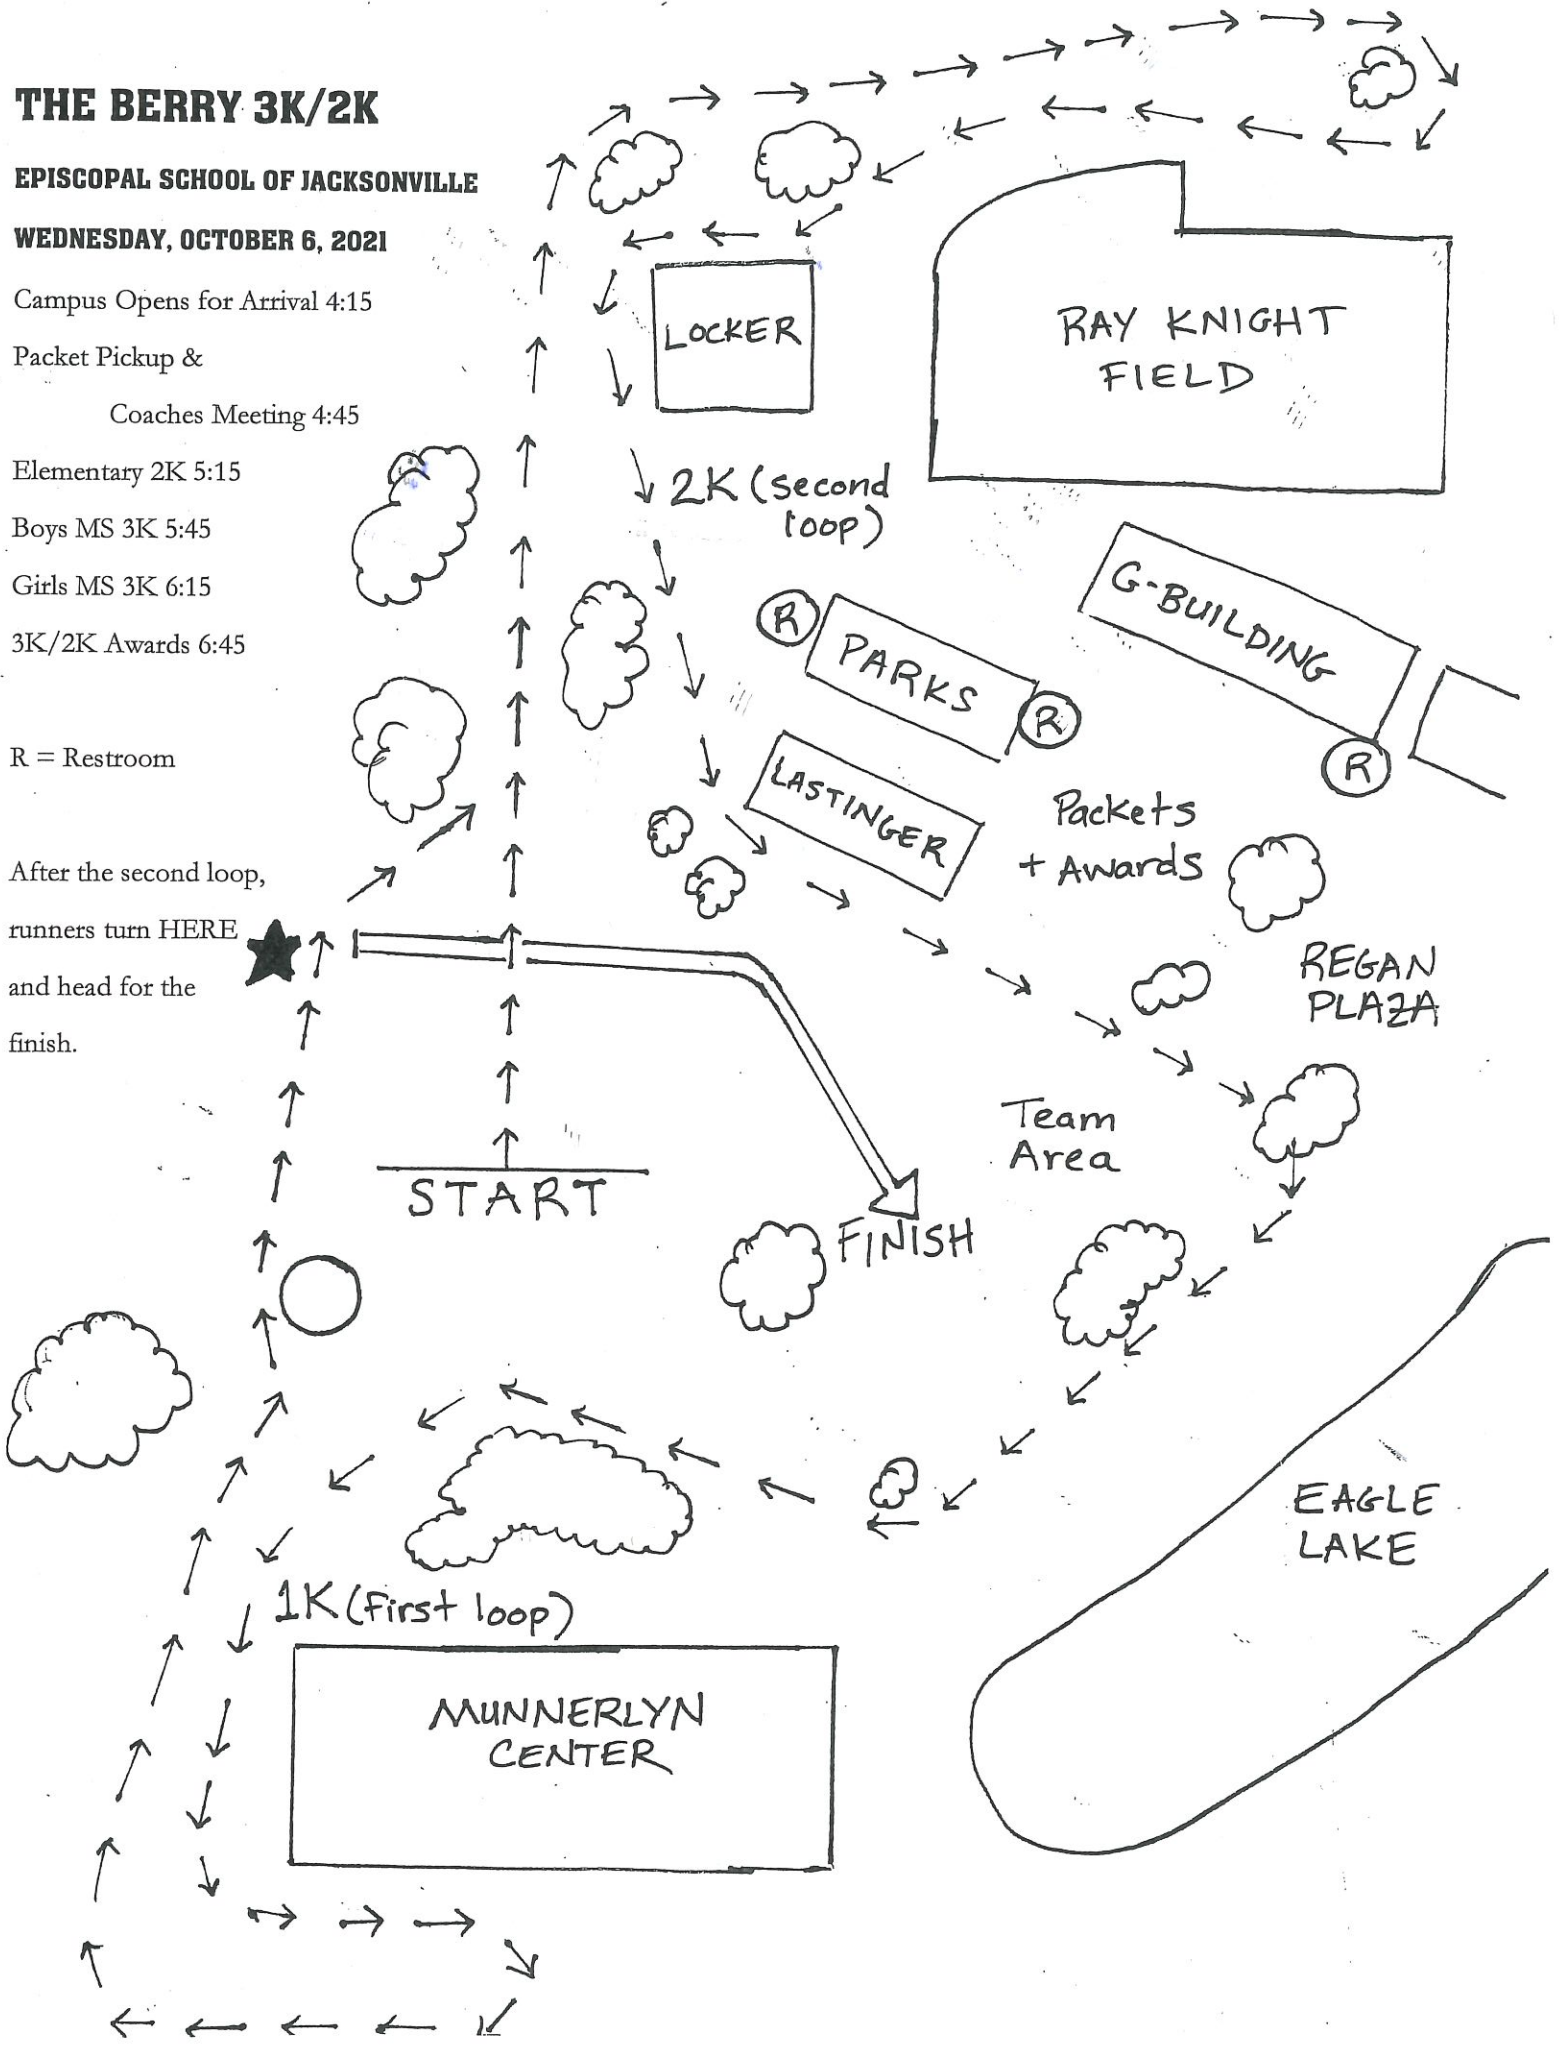 THE BERRY 3K/2K
EPISCOPAL SCHOOL OF JACKSONVILLE
WEDNESDAY, OCTOBER 6, 2021
Campus Opens for Arrival 4:15
Packet Pickup &
Coaches Meeting 4:45
Elementary 2K 5:15
Boys MS 3K 5:45
Girls MS 3K 6:15
3K/2K Awards 6:45
R = Restroom
After the second loop,
runners turn HERE
and head for the
finish.
LOCKER
RAY KNIGHT
FIELD
2K (second
loop)
G-BUILDING
R
PARKS
R
R
LASTINGER
Packets
+ Awards
REGAN
PLAZA
Team
Area
START
FINISH
EAGLE
LAKE
1K (first loop)
MUNNERLYN
CENTER